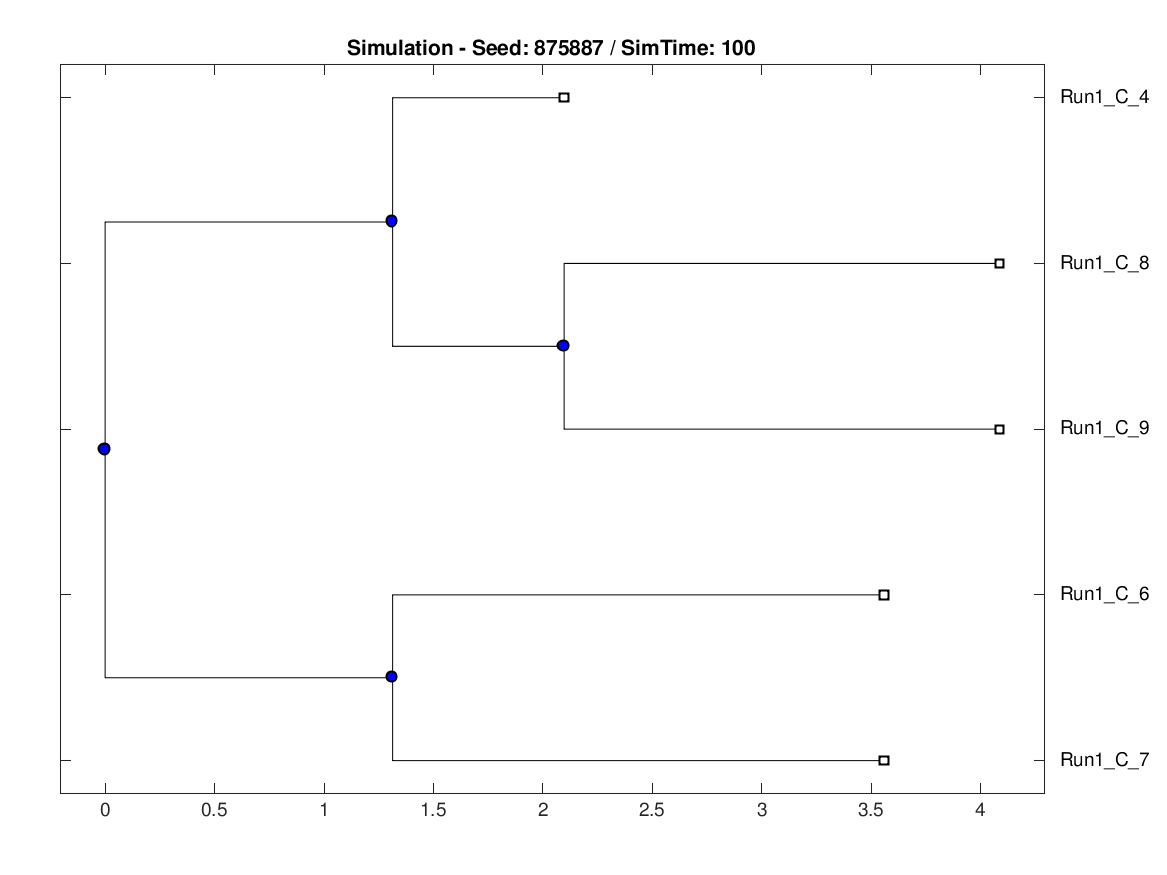 Simulation - Seed: 875887 / SimTime: 100
Run1_C_4
Run1_C_8
Run1_C_9
Run1_C_6
Run1_C_7
0 0.5 1 1.5 2 2.5 3 3.5 4